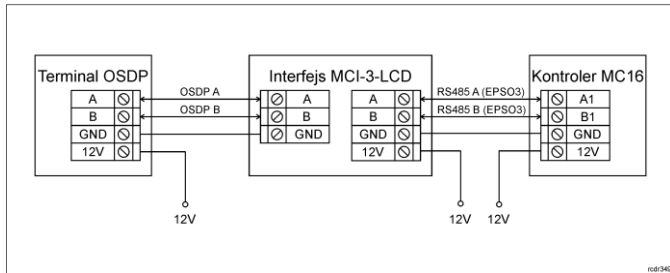 Terminal OSDP
A
B
GND
12V
OSDP A
OSDP B
12V
Interfejs MCI-3-LCD
A
B
GND
A
B
GND
12V
RS485 A (EPSO3)
RS485 B (EPSO3)
12V
12V
Kontroler MC16
A1
B1
GND
12V